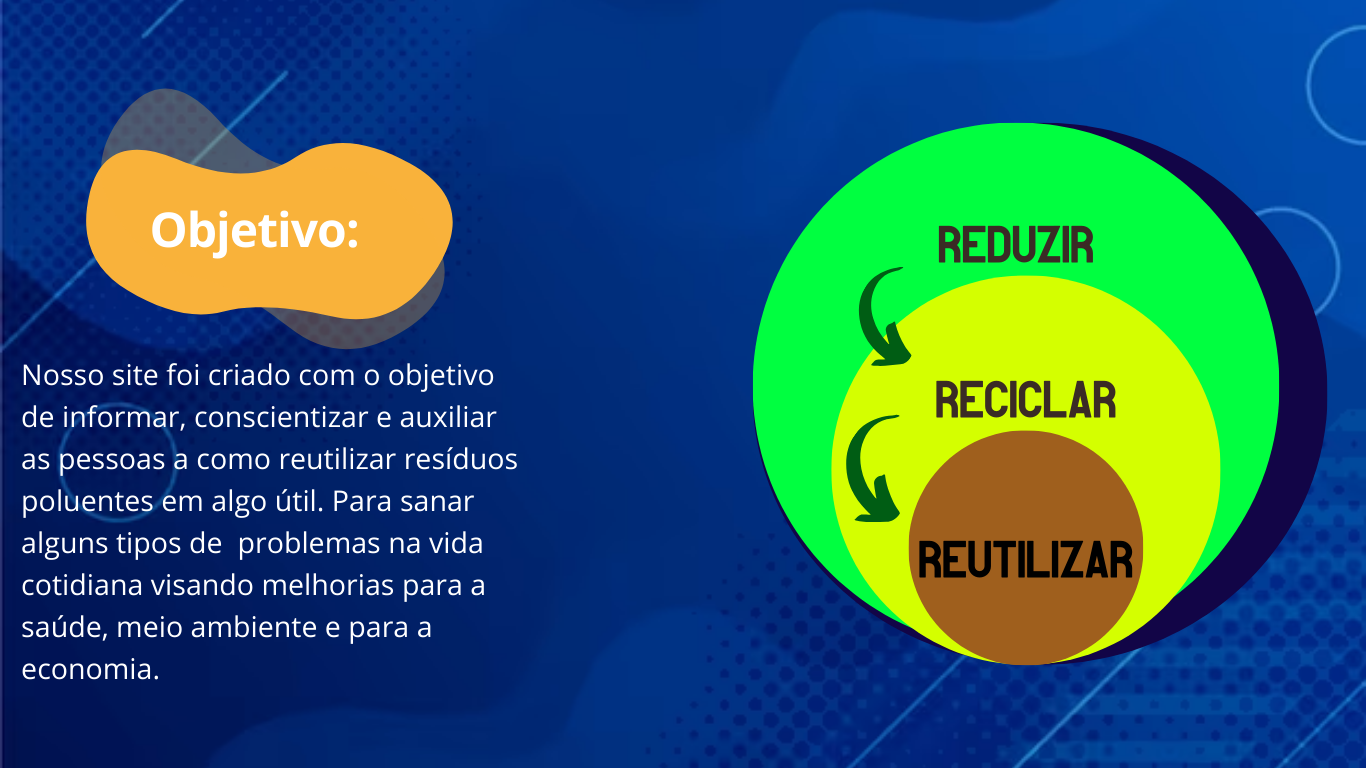 Objetivo:
Nosso site foi criado com o objetivo
de informar, conscientizar e auxiliar
as pessoas a como reutilizar resíduos
poluentes em algo útil. Para sanar
alguns tipos de  problemas na vida
cotidiana visando melhorias para a
saúde, meio ambiente e para a
economia.
REDUZIR
RECICLAR
REUTILIZAR